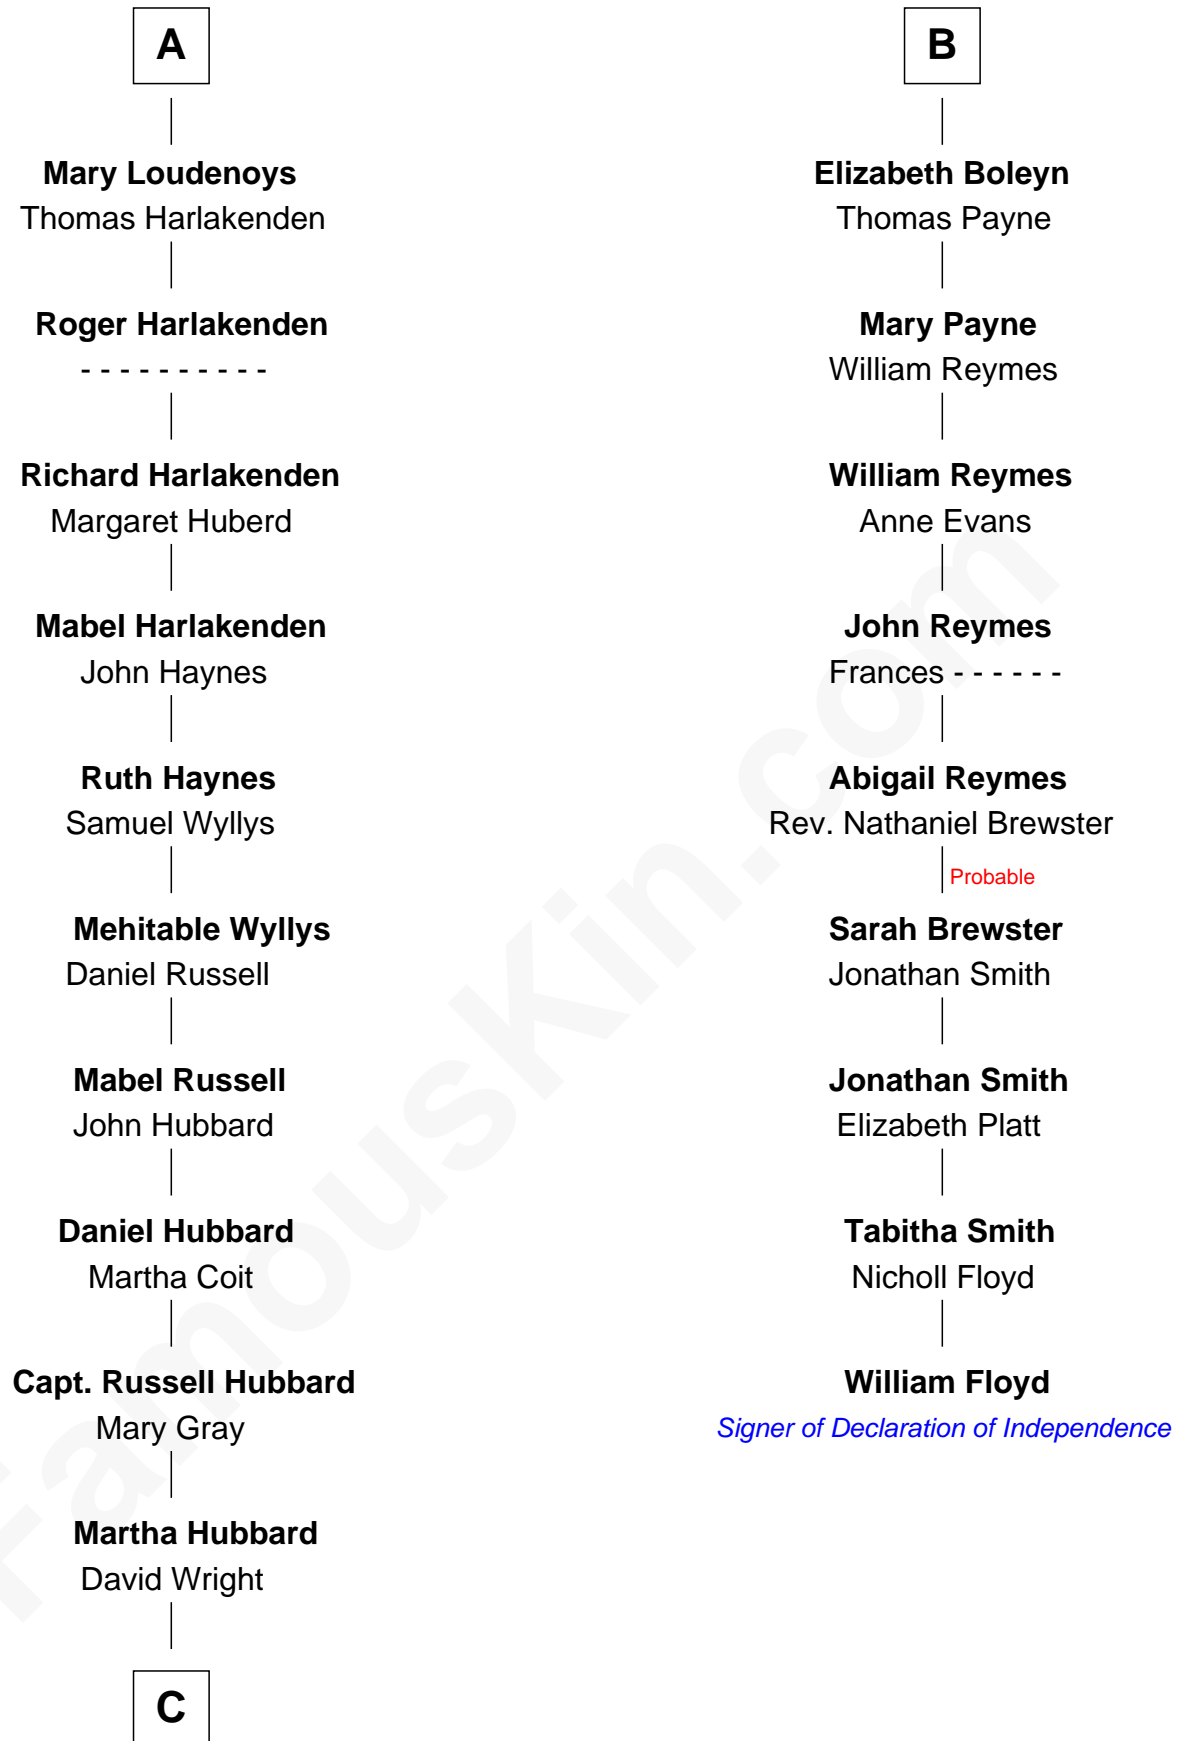 A
Mary Loudenoys
Thomas Harlakenden
Roger Harlakenden
- - - - - - - - - -
Richard Harlakenden
Margaret Huberd
Mabel Harlakenden
John Haynes
Ruth Haynes
Samuel Wyllys
Mehitable Wyllys
Daniel Russell
Mabel Russell
John Hubbard
Daniel Hubbard
Martha Coit
Capt. Russell Hubbard
Mary Gray
Martha Hubbard
David Wright
C
B
Elizabeth Boleyn
Thomas Payne
Mary Payne
William Reymes
William Reymes
Anne Evans
John Reymes
Frances - - - - - -
Abigail Reymes
Rev. Nathaniel Brewster
Probable
Sarah Brewster
Jonathan Smith
Jonathan Smith
Elizabeth Platt
Tabitha Smith
Nicholl Floyd
William Floyd
Signer of Declaration of Independence
FamousKin.com